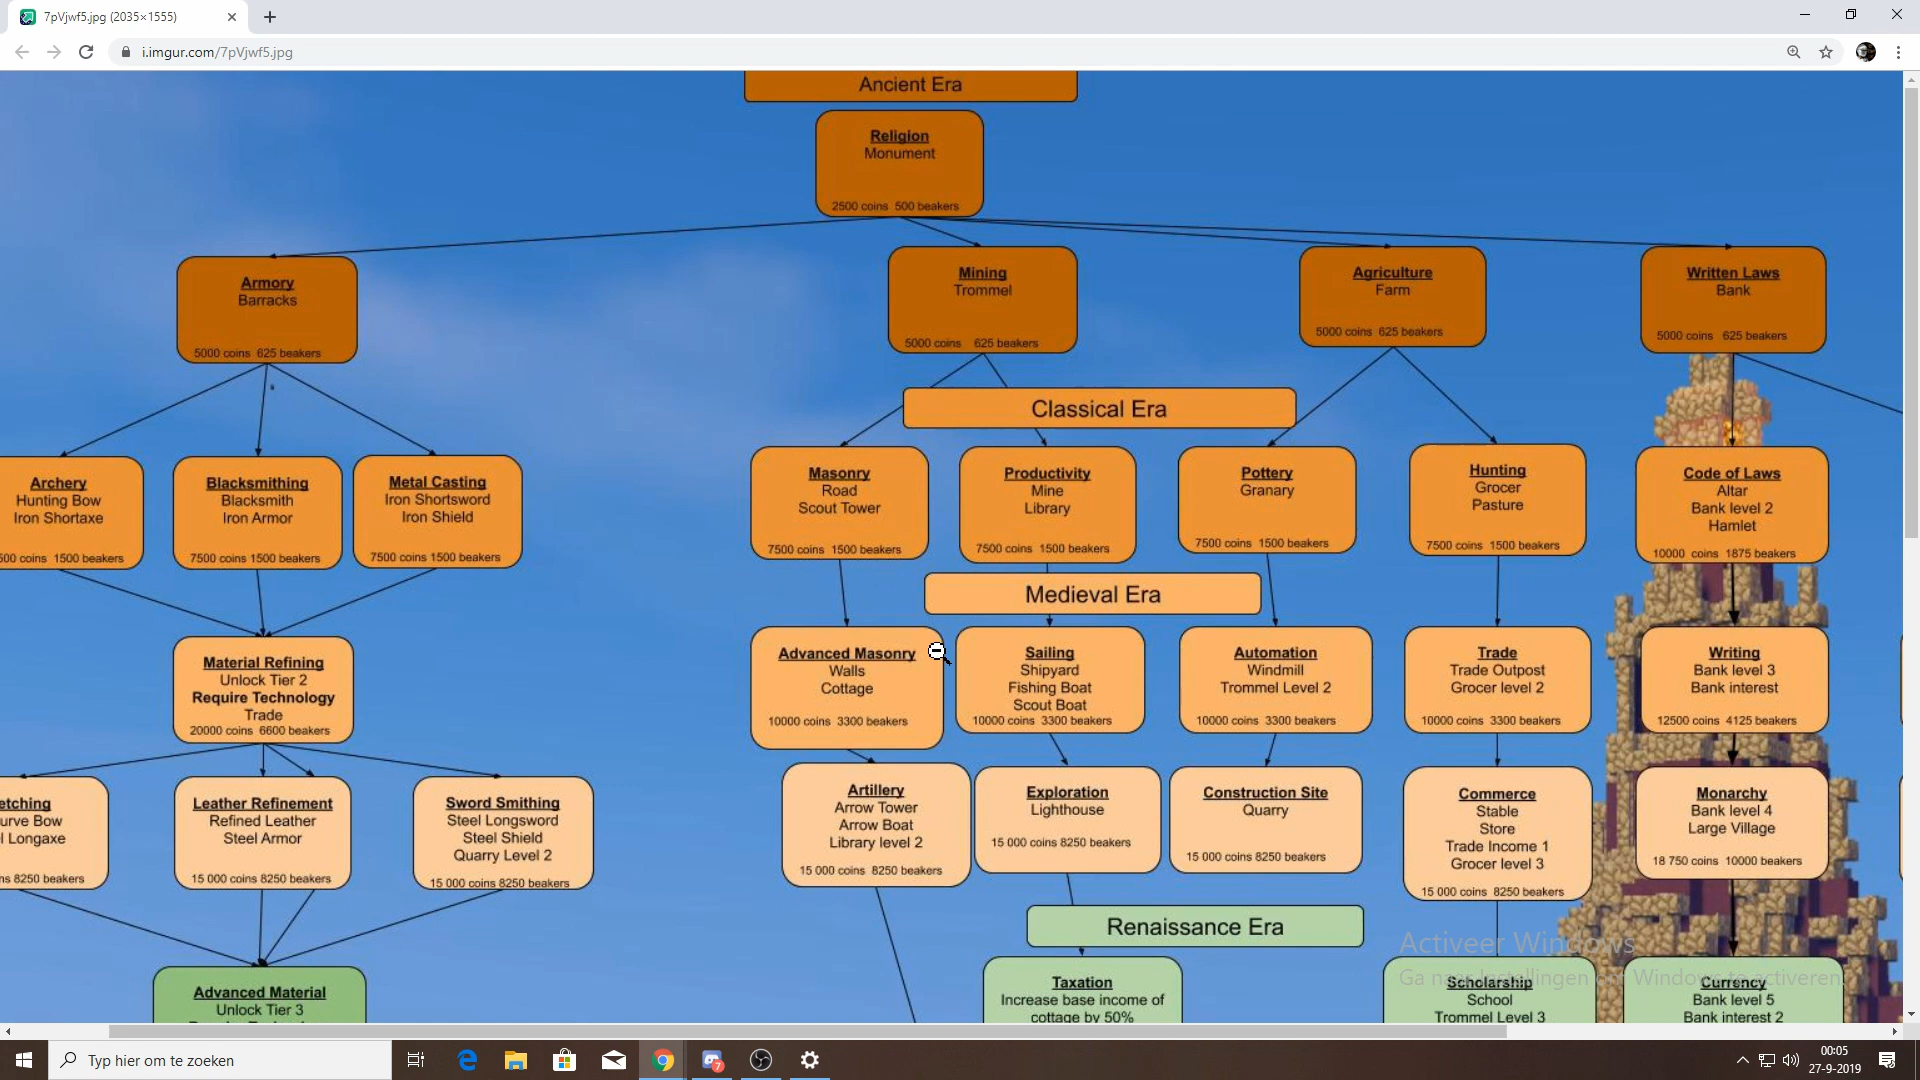 7pVjwf5.jpg (2035×1555)
i.imgur.com/7pVjwf5.jpg
Ancient Era
Religion
Monument
2500 coins 500 beakers
Armory
Barracks
5000 coins 625 beakers
Mining
Trommel
5000 coins 625 beakers
Agriculture
Farm
5000 coins 625 beakers
Written Laws
Bank
5000 coins 625 beakers
Classical Era
Archery
Hunting Bow
Iron Shortaxe
500 coins 1500 beakers
Blacksmithing
Blacksmith
Iron Armor
7500 coins 1500 beakers
Metal Casting
Iron Shortsword
Iron Shield
7500 coins 1500 beakers
Masonry
Road
Scout Tower
7500 coins 1500 beakers
Productivity
Mine
Library
7500 coins 1500 beakers
Pottery
Granary
7500 coins 1500 beakers
Hunting
Grocer
Pasture
7500 coins 1500 beakers
Code of Laws
Altar
Bank level 2
Hamlet
10000 coins 1875 beakers
Medieval Era
Material Refining
Unlock Tier 2
Require Technology
Trade
20000 coins 6600 beakers
Advanced Masonry
Walls
Cottage
10000 coins 3300 beakers
Sailing
Shipyard
Fishing Boat
Scout Boat
10000 coins 3300 beakers
Automation
Windmill
Trommel Level 2
10000 coins 3300 beakers
Trade
Trade Outpost
Grocer level 2
10000 coins 3300 beakers
Writing
Bank level 3
Bank interest
12500 coins 4125 beakers
etching
urve Bow
l Longaxe
ns 8250 beakers
Leather Refinement
Refined Leather
Steel Armor
15 000 coins 8250 beakers
Sword Smithing
Steel Longsword
Steel Shield
Quarry Level 2
15 000 coins 8250 beakers
Artillery
Arrow Tower
Arrow Boat
Library level 2
15 000 coins 8250 beakers
Exploration
Lighthouse
15 000 coins 8250 beakers
Construction Site
Quarry
15 000 coins 8250 beakers
Commerce
Stable
Store
Trade Income 1
Grocer level 3
15 000 coins 8250 beakers
Monarchy
Bank level 4
Large Village
18 750 coins 10000 beakers
Renaissance Era
Advanced Material
Unlock Tier 3
Taxation
Increase base income of
cottage by 50%
Scholarship
School
Trommel Level 3
Currency
Bank level 5
Bank interest 2
Activeer Windows
Ga naar Instellingen om Windows te activeren.
Typ hier om te zoeken
7
00:05
27-9-2019